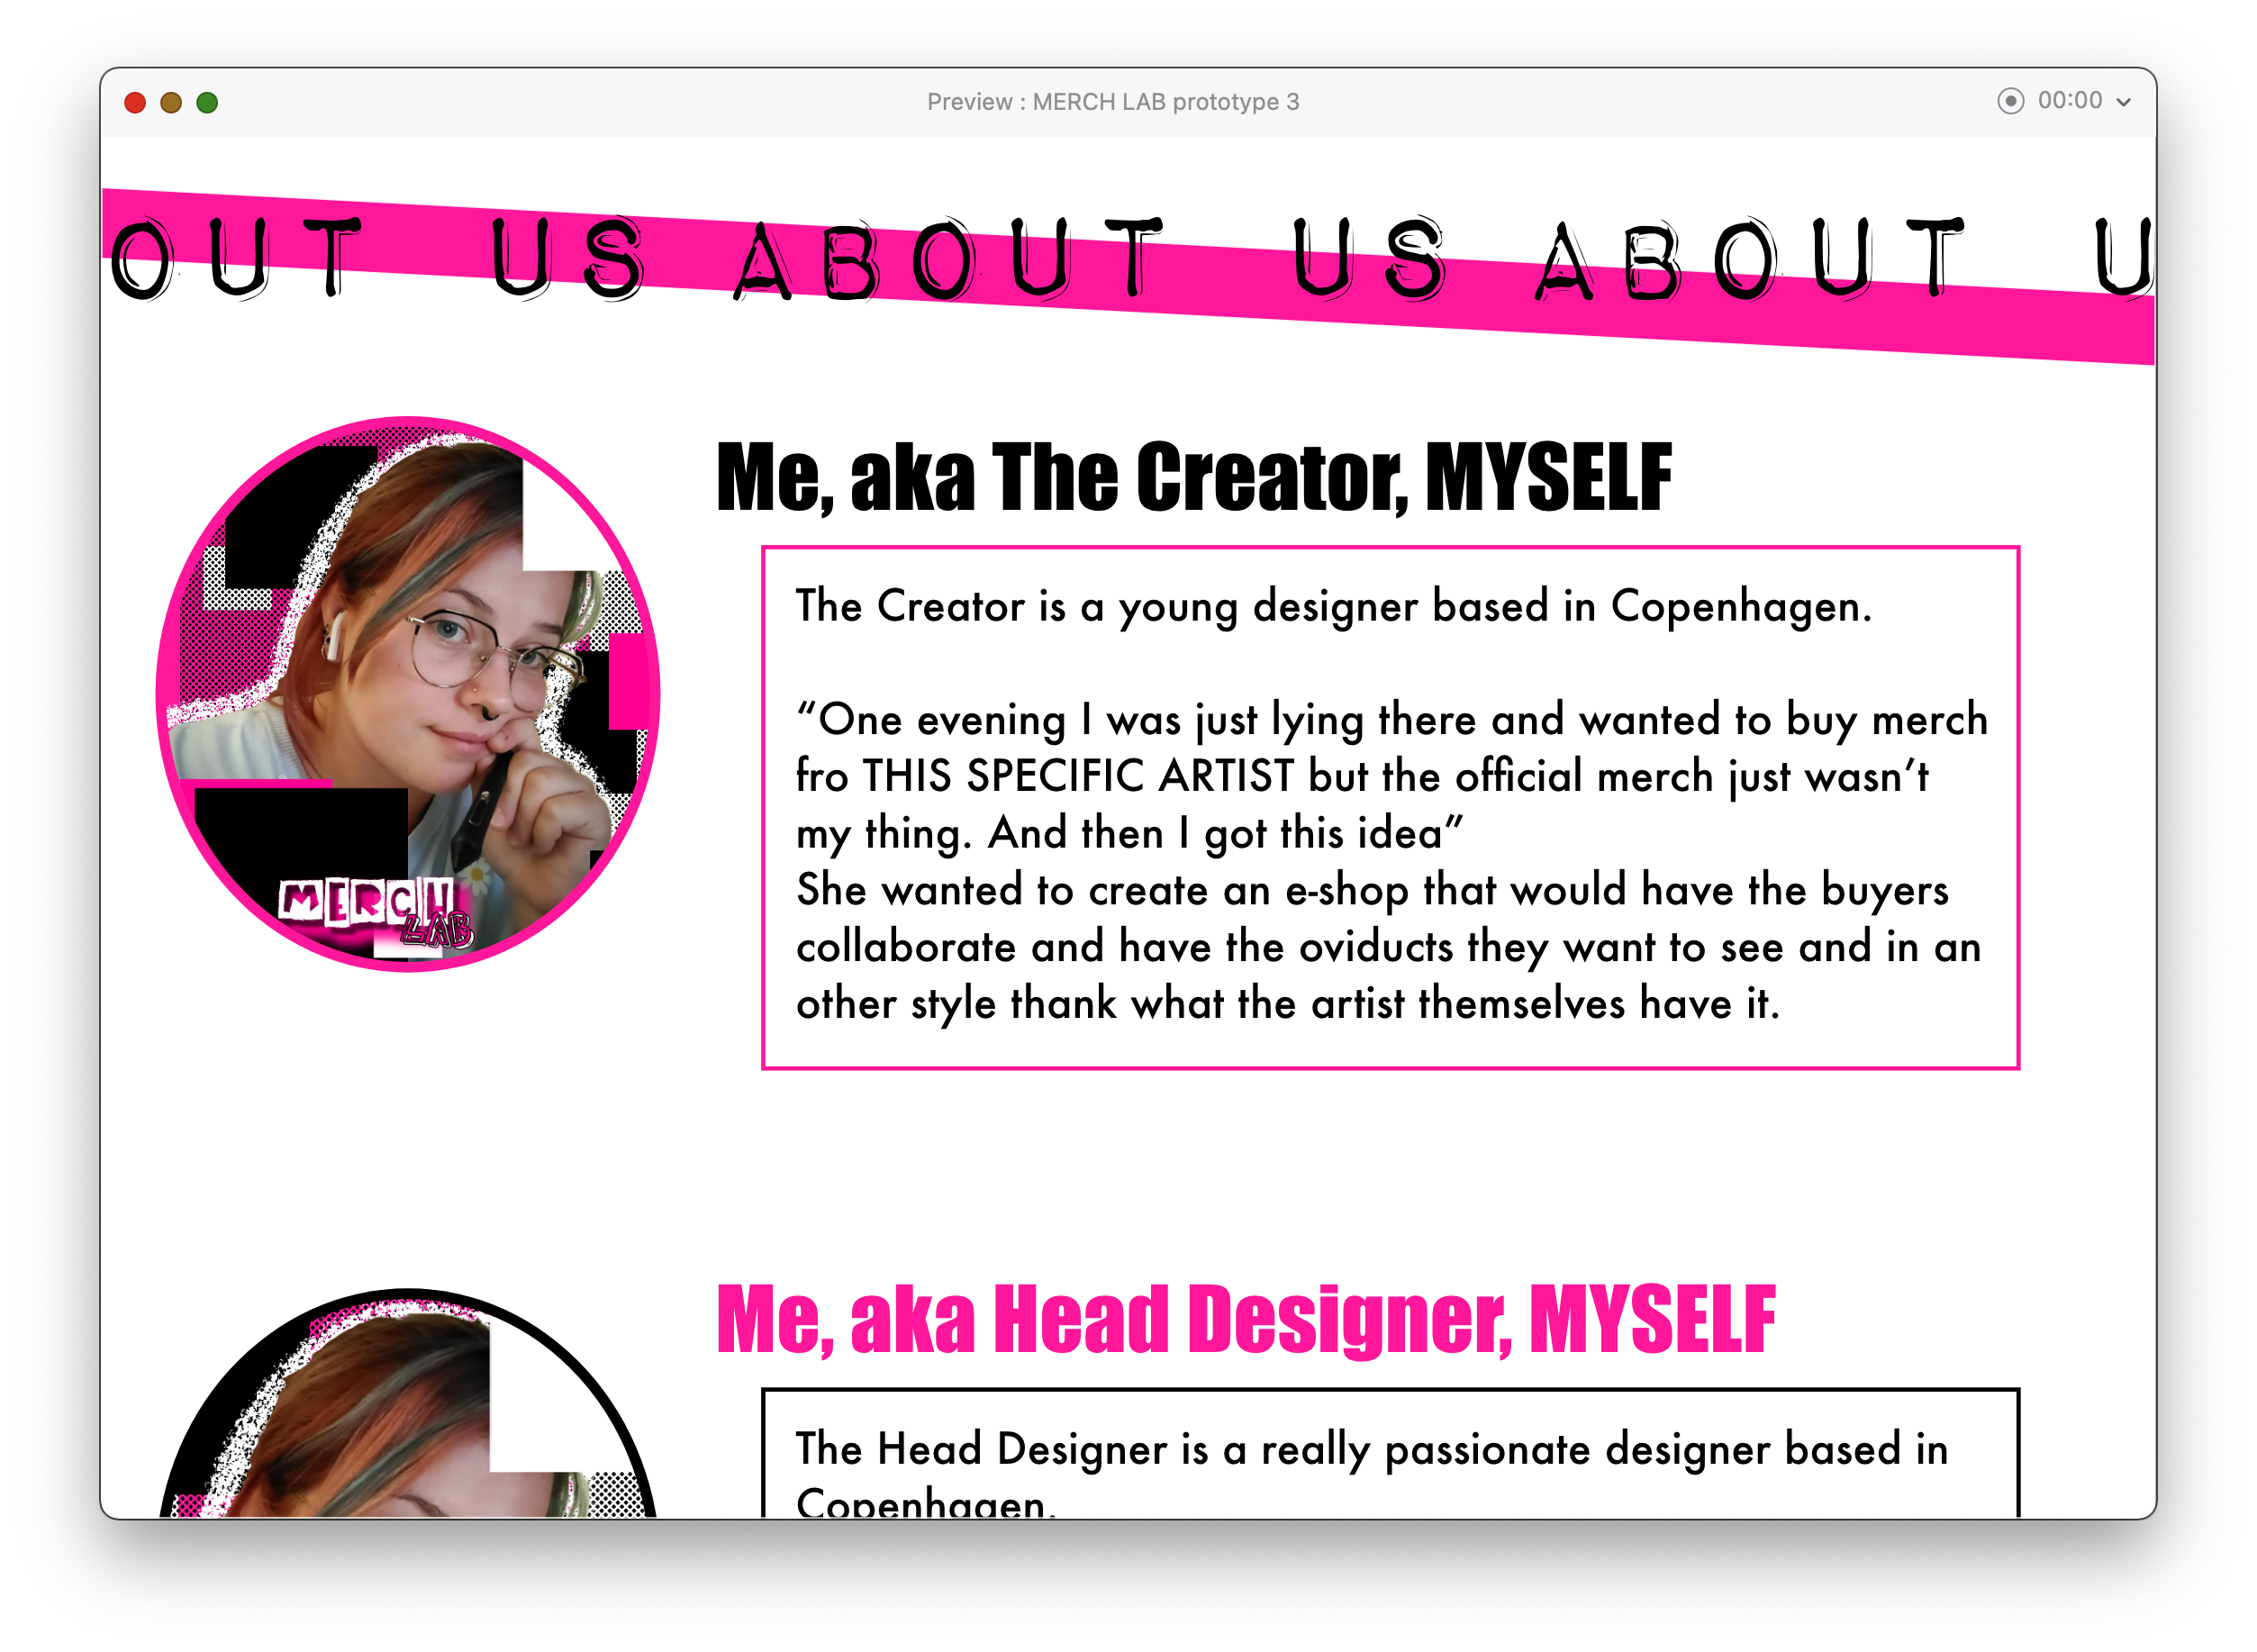 Preview : MERCH LAB prototype 3
00:00
OUT US ABOUT US ABOUT U
Me, aka The Creator, MYSELF
The Creator is a young designer based in Copenhagen.
“One evening I was just lying there and wanted to buy merch
fro THIS SPECIFIC ARTIST but the official merch just wasn’t
my thing. And then I got this idea”
She wanted to create an e-shop that would have the buyers
collaborate and have the oviducts they want to see and in an
other style thank what the artist themselves have it.
MERCH
LAB
Me, aka Head Designer, MYSELF
The Head Designer is a really passionate designer based in
Copenhagen.